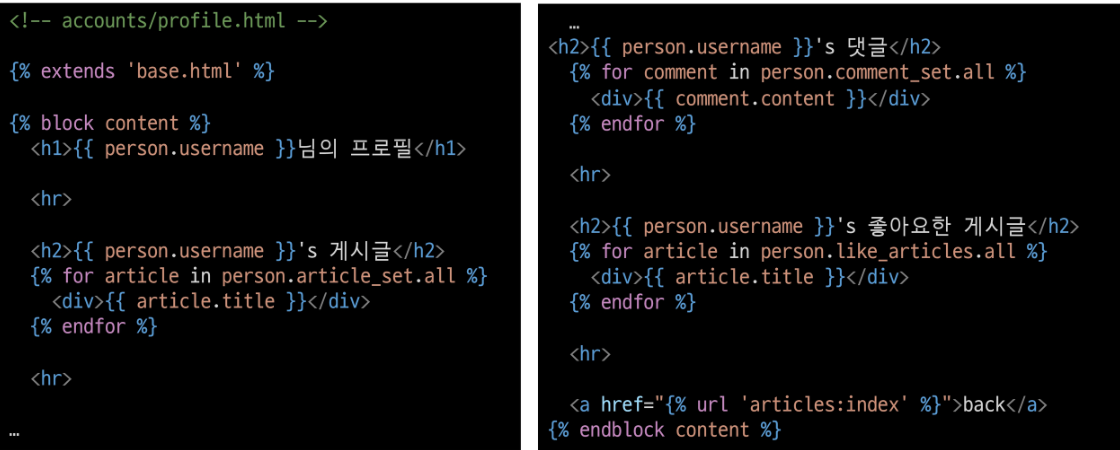 <!-- accounts/profile.html -->
{% extends 'base.html' %}
{% block content %}
<h1>{{ person.username }}님의 프로필</h1>
<hr>
<h2>{{ person.username }}'s 게시글</h2>
{% for article in person.article_set.all %}
<div>{{ article.title }}</div>
{% endfor %}
<hr>
…
…
<h2>{{ person.username }}'s 댓글</h2>
{% for comment in person.comment_set.all %}
<div>{{ comment.content }}</div>
{% endfor %}
<hr>
<h2>{{ person.username }}'s 좋아요한 게시글</h2>
{% for article in person.like_articles.all %}
<div>{{ article.title }}</div>
{% endfor %}
<hr>
<a href="{% url 'articles:index' %}">back</a>
{% endblock content %}